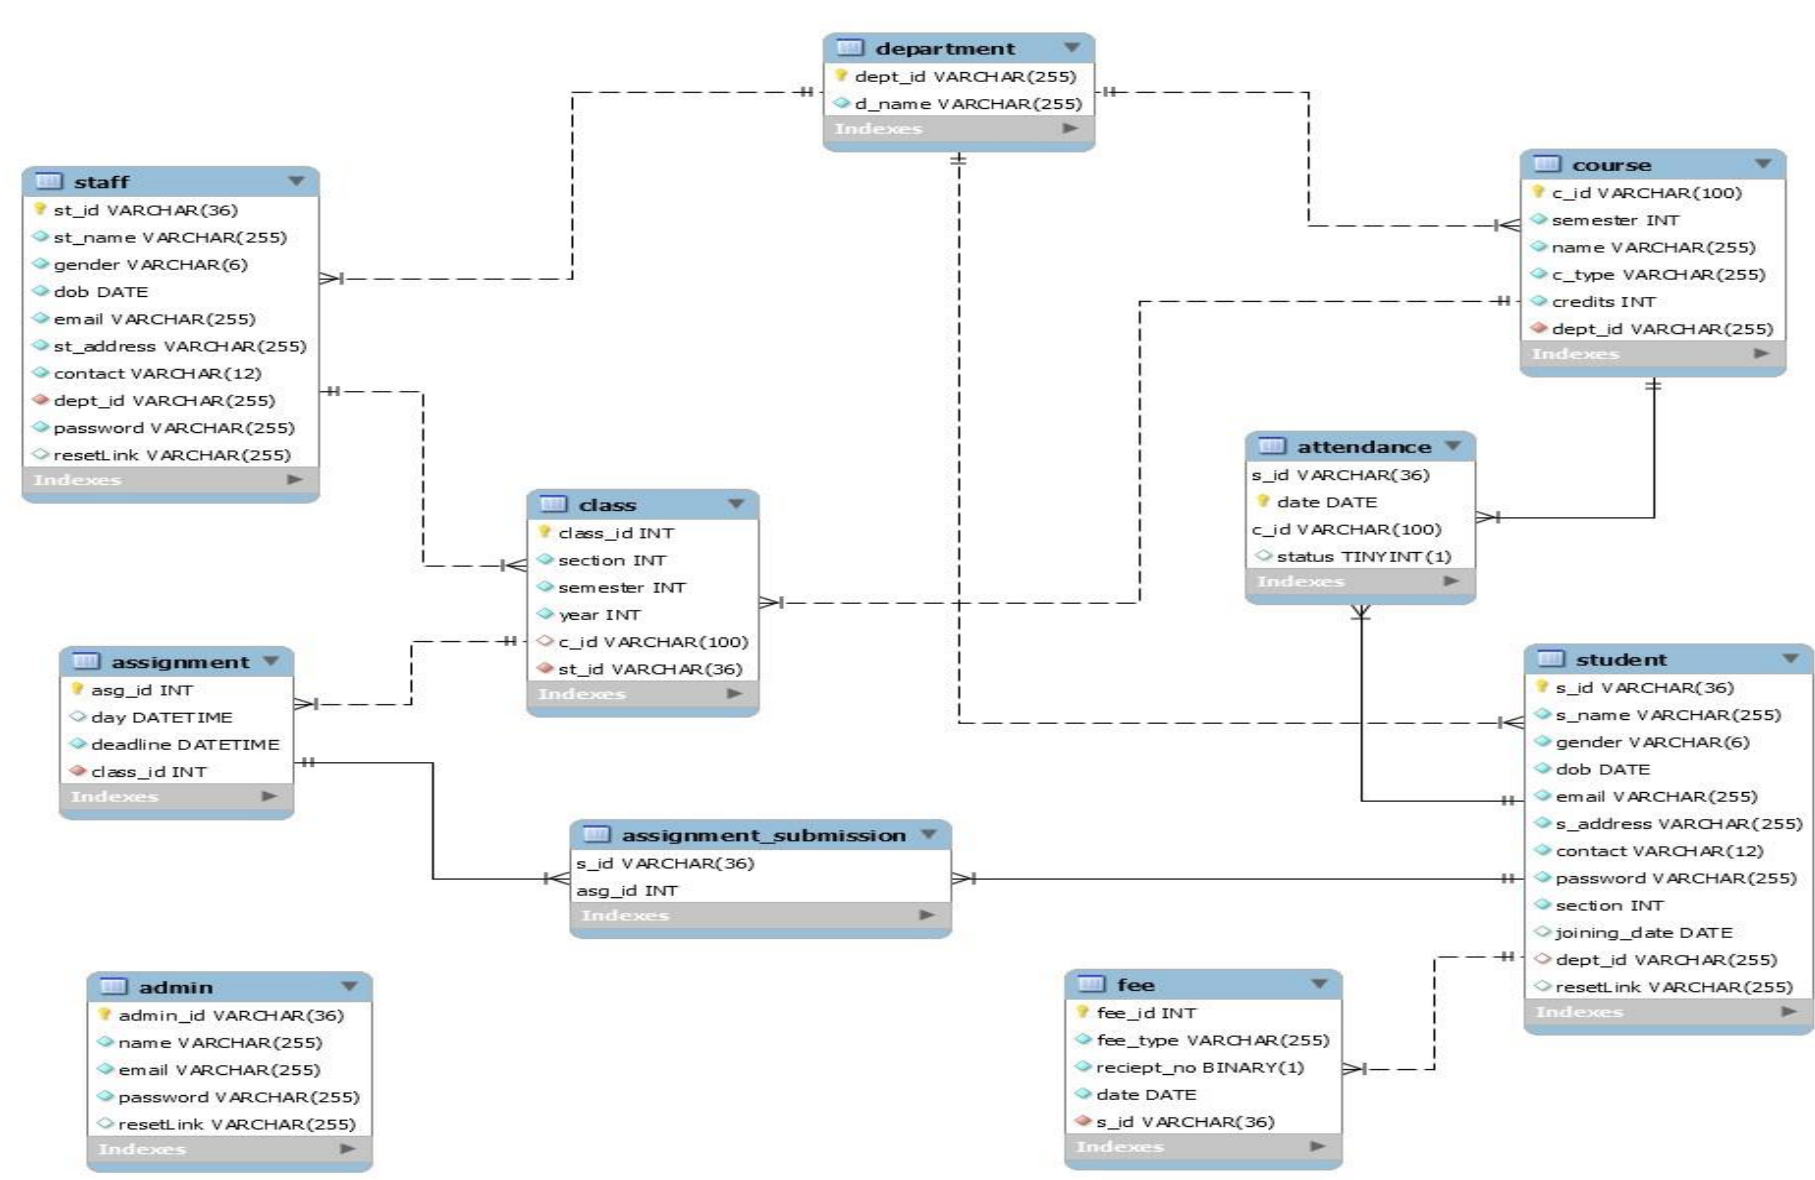 department
dept_id VARCHAR(255)
d_name VARCHAR(255)
Indexes
staff
st_id VARCHAR(36)
st_name VARCHAR(255)
gender VARCHAR(6)
dob DATE
email VARCHAR(255)
st_address VARCHAR(255)
contact VARCHAR(12)
dept_id VARCHAR(255)
password VARCHAR(255)
resetLink VARCHAR(255)
Indexes
course
c_id VARCHAR(100)
semester INT
name VARCHAR(255)
c_type VARCHAR(255)
credits INT
dept_id VARCHAR(255)
Indexes
attendance
s_id VARCHAR(36)
date DATE
c_id VARCHAR(100)
status TINYINT(1)
Indexes
class
class_id INT
section INT
semester INT
year INT
c_id VARCHAR(100)
st_id VARCHAR(36)
Indexes
assignment
asg_id INT
day DATETIME
deadline DATETIME
class_id INT
Indexes
student
s_id VARCHAR(36)
s_name VARCHAR(255)
gender VARCHAR(6)
dob DATE
email VARCHAR(255)
s_address VARCHAR(255)
contact VARCHAR(12)
password VARCHAR(255)
section INT
joining_date DATE
dept_id VARCHAR(255)
resetLink VARCHAR(255)
Indexes
assignment_submission
s_id VARCHAR(36)
asg_id INT
Indexes
admin
admin_id VARCHAR(36)
name VARCHAR(255)
email VARCHAR(255)
password VARCHAR(255)
resetLink VARCHAR(255)
Indexes
fee
fee_id INT
fee_type VARCHAR(255)
reciept_no BINARY(1)
date DATE
s_id VARCHAR(36)
Indexes